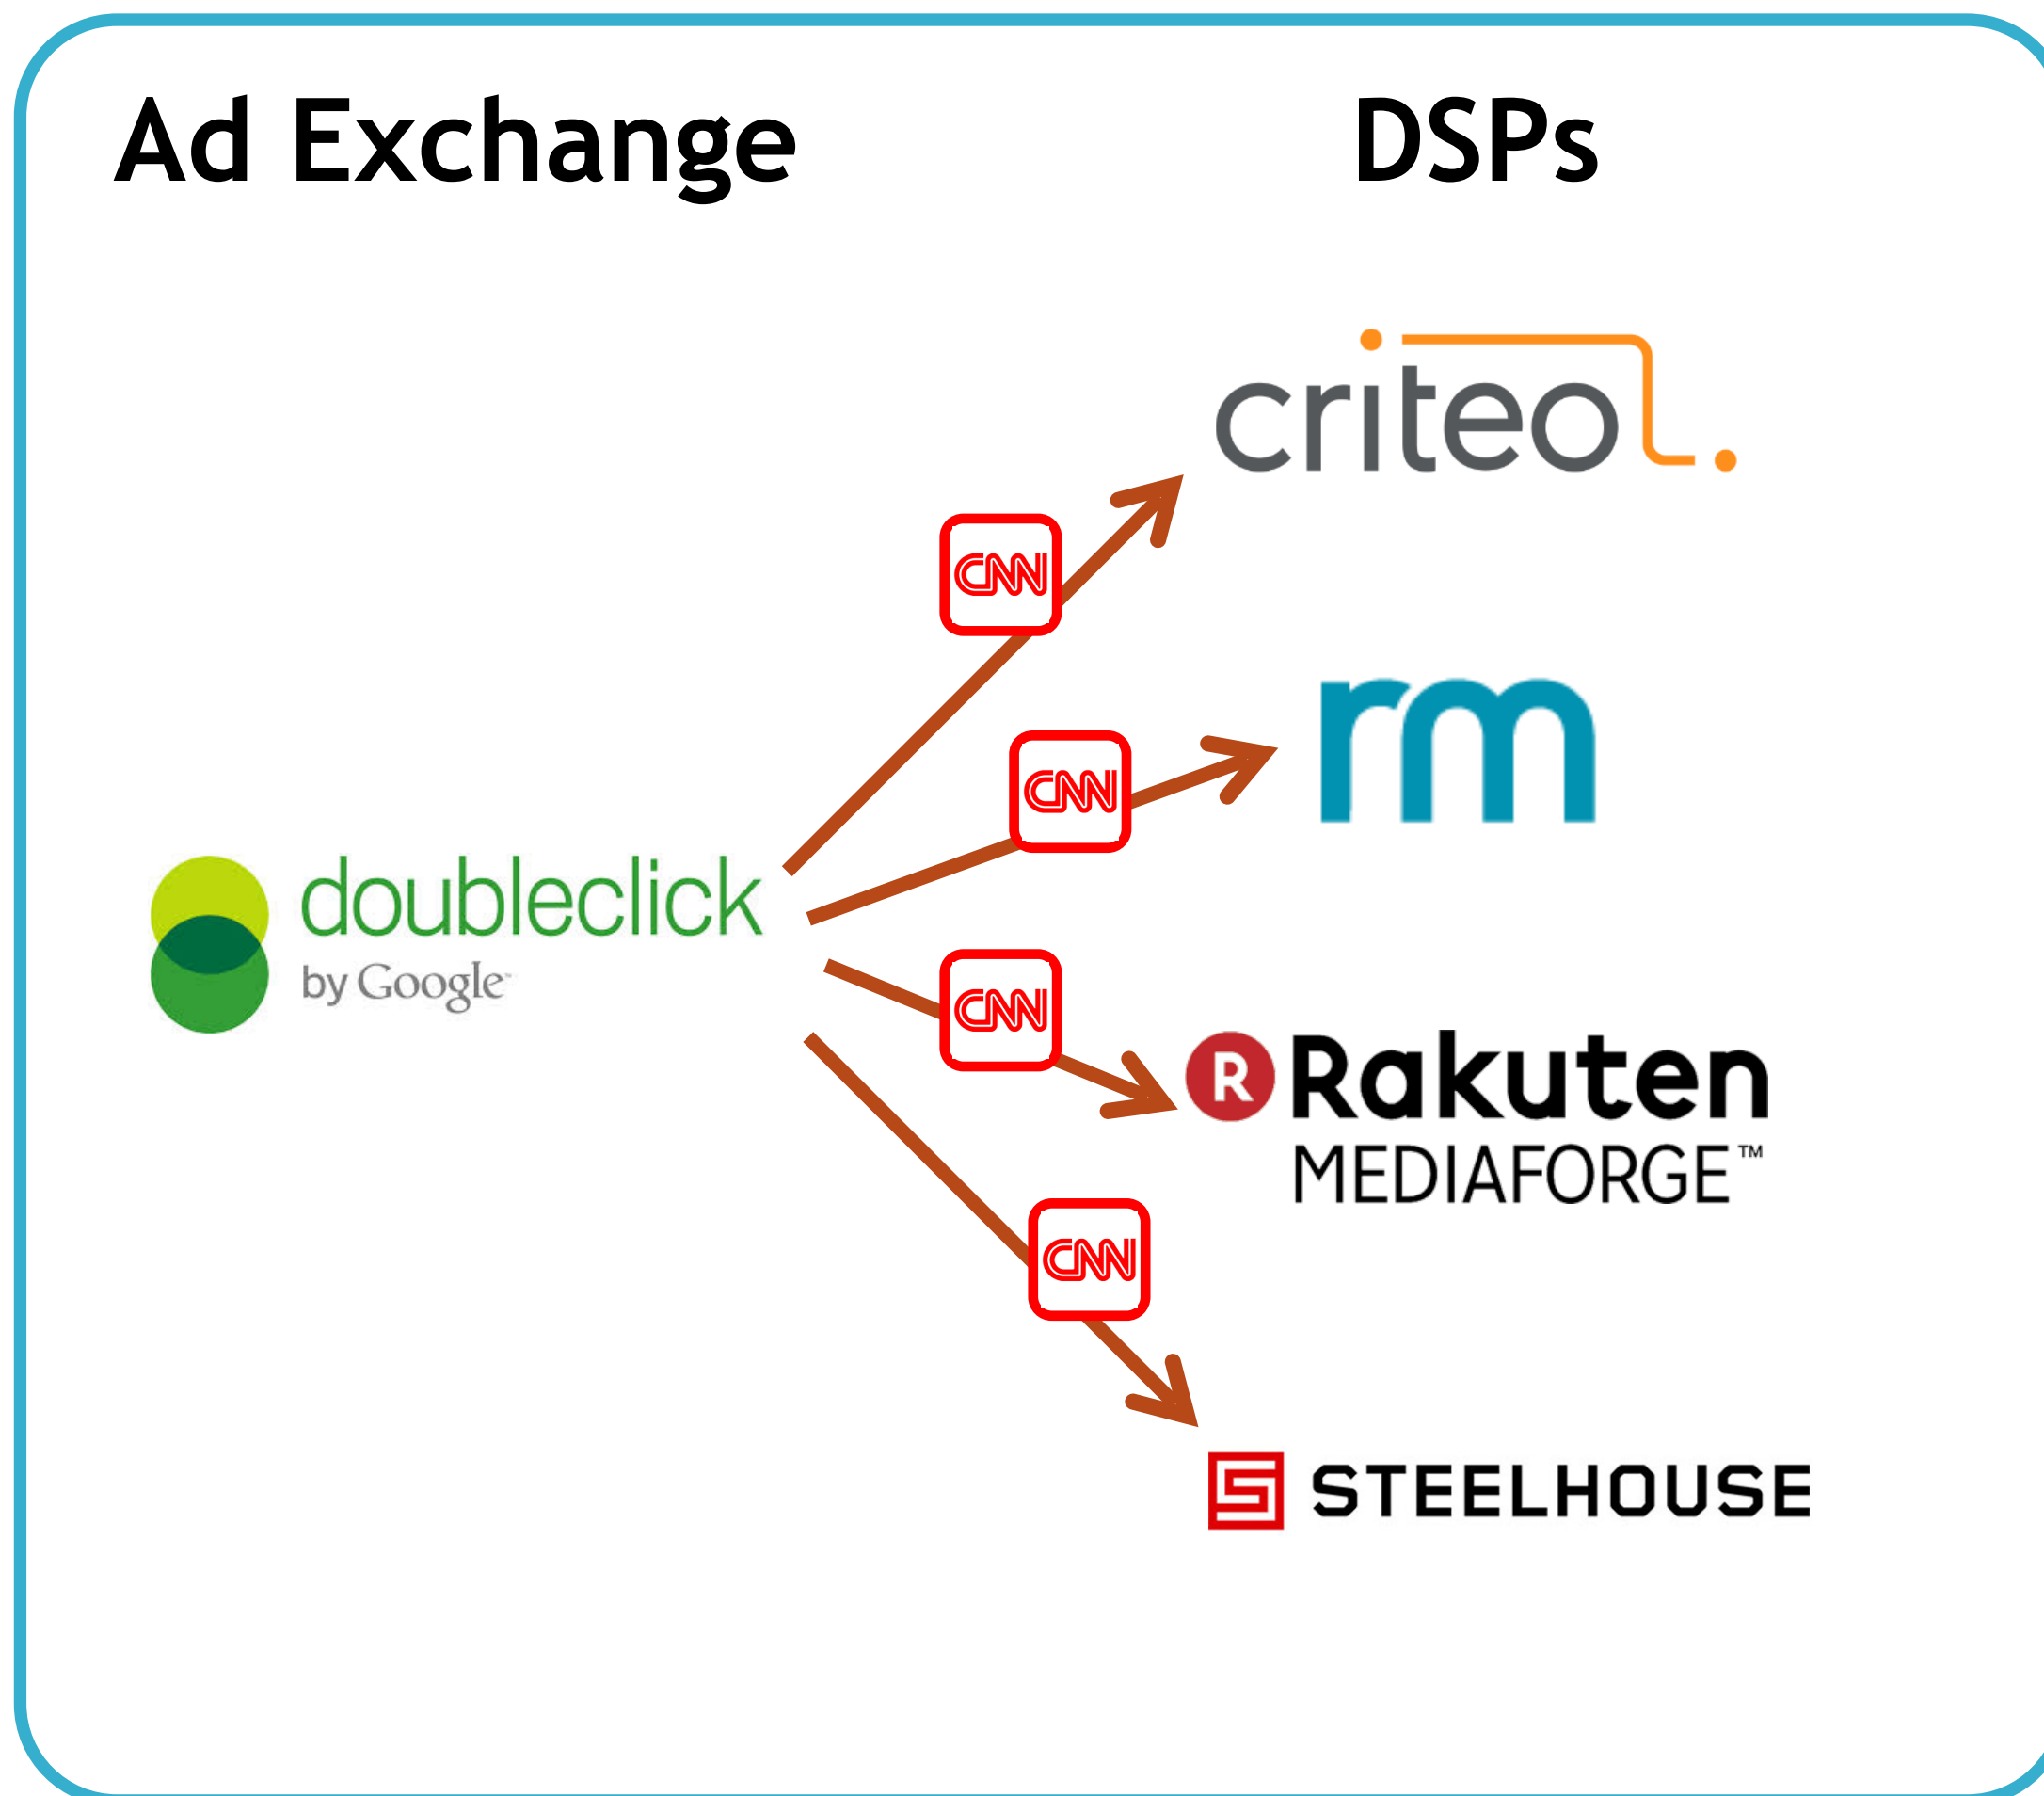 Ad Exchange
DSPs
criteo
CNN
rm
CNN
doubleclick
by Google
CNN
R Rakuten
MEDIAFORGE™
CNN
STEELHOUSE